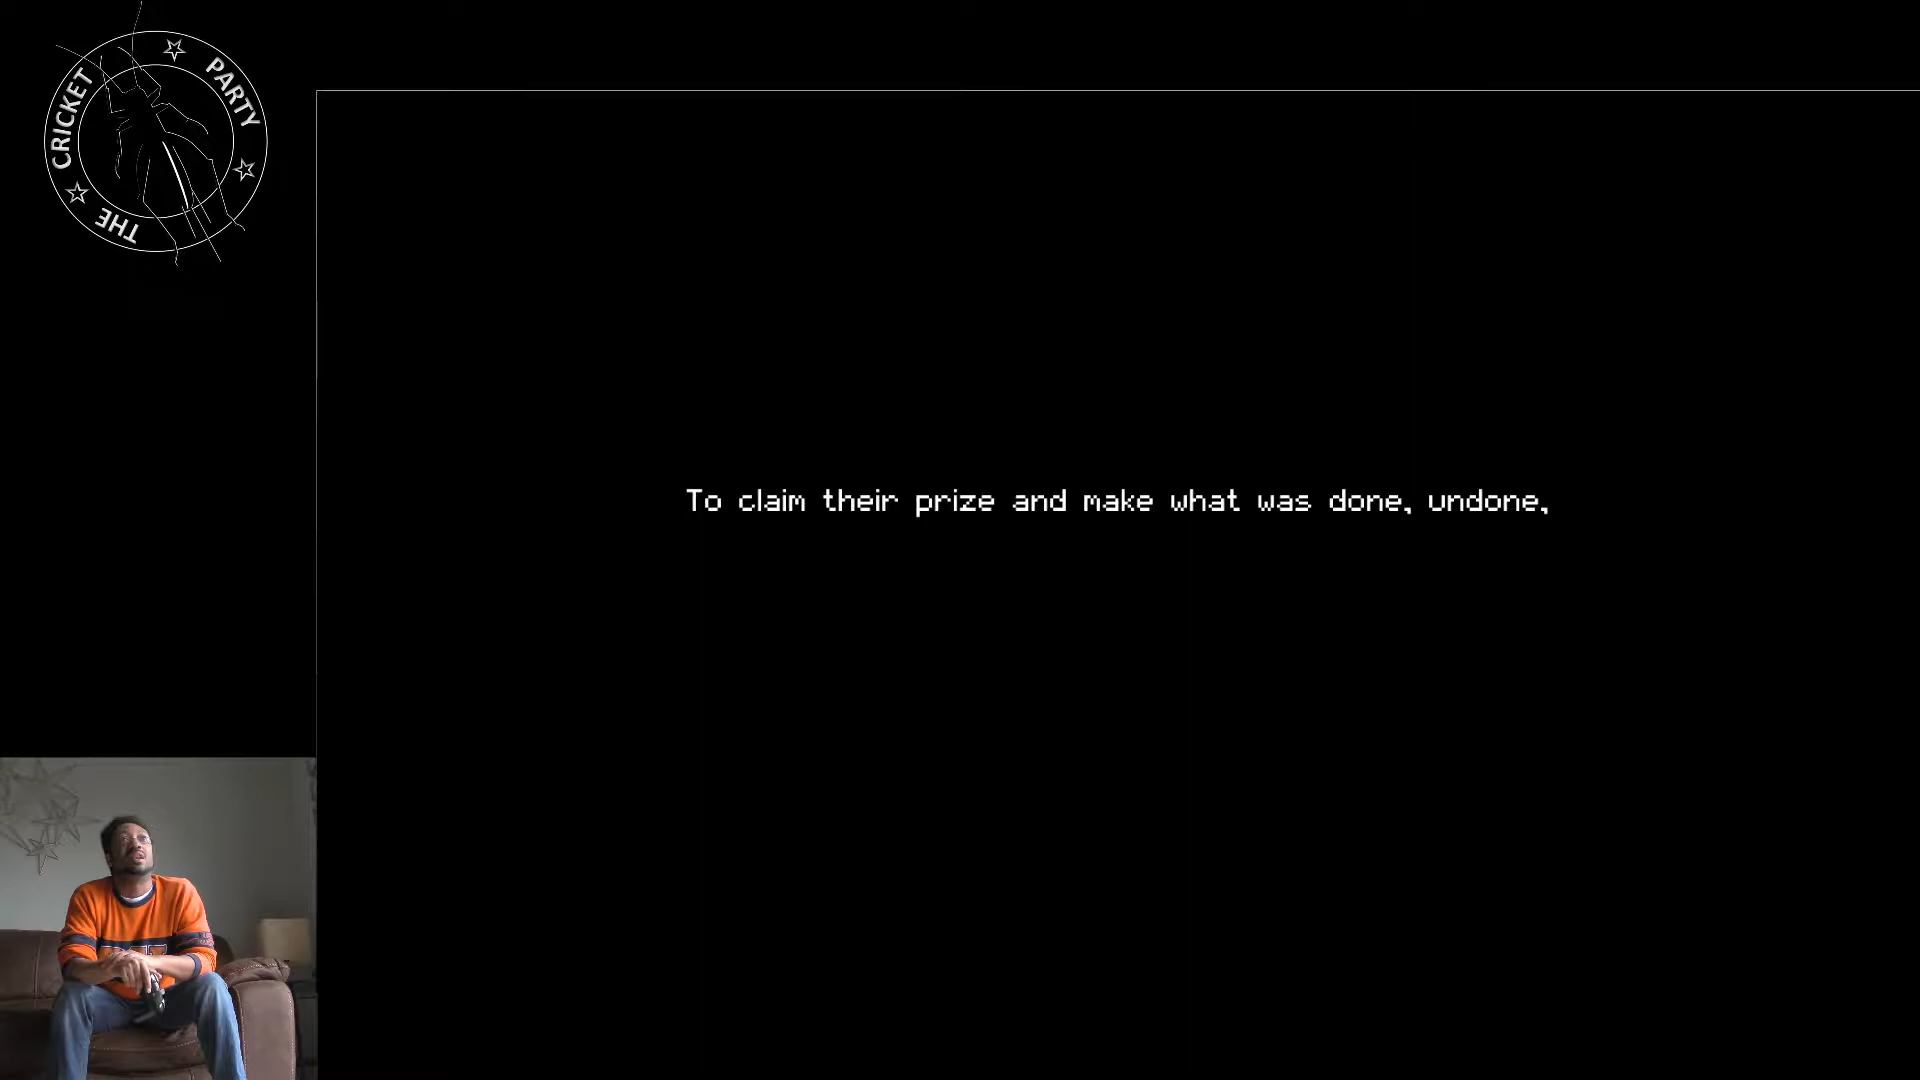 THE CRICKET PARTY
To claim their prize and make what was done, undone,